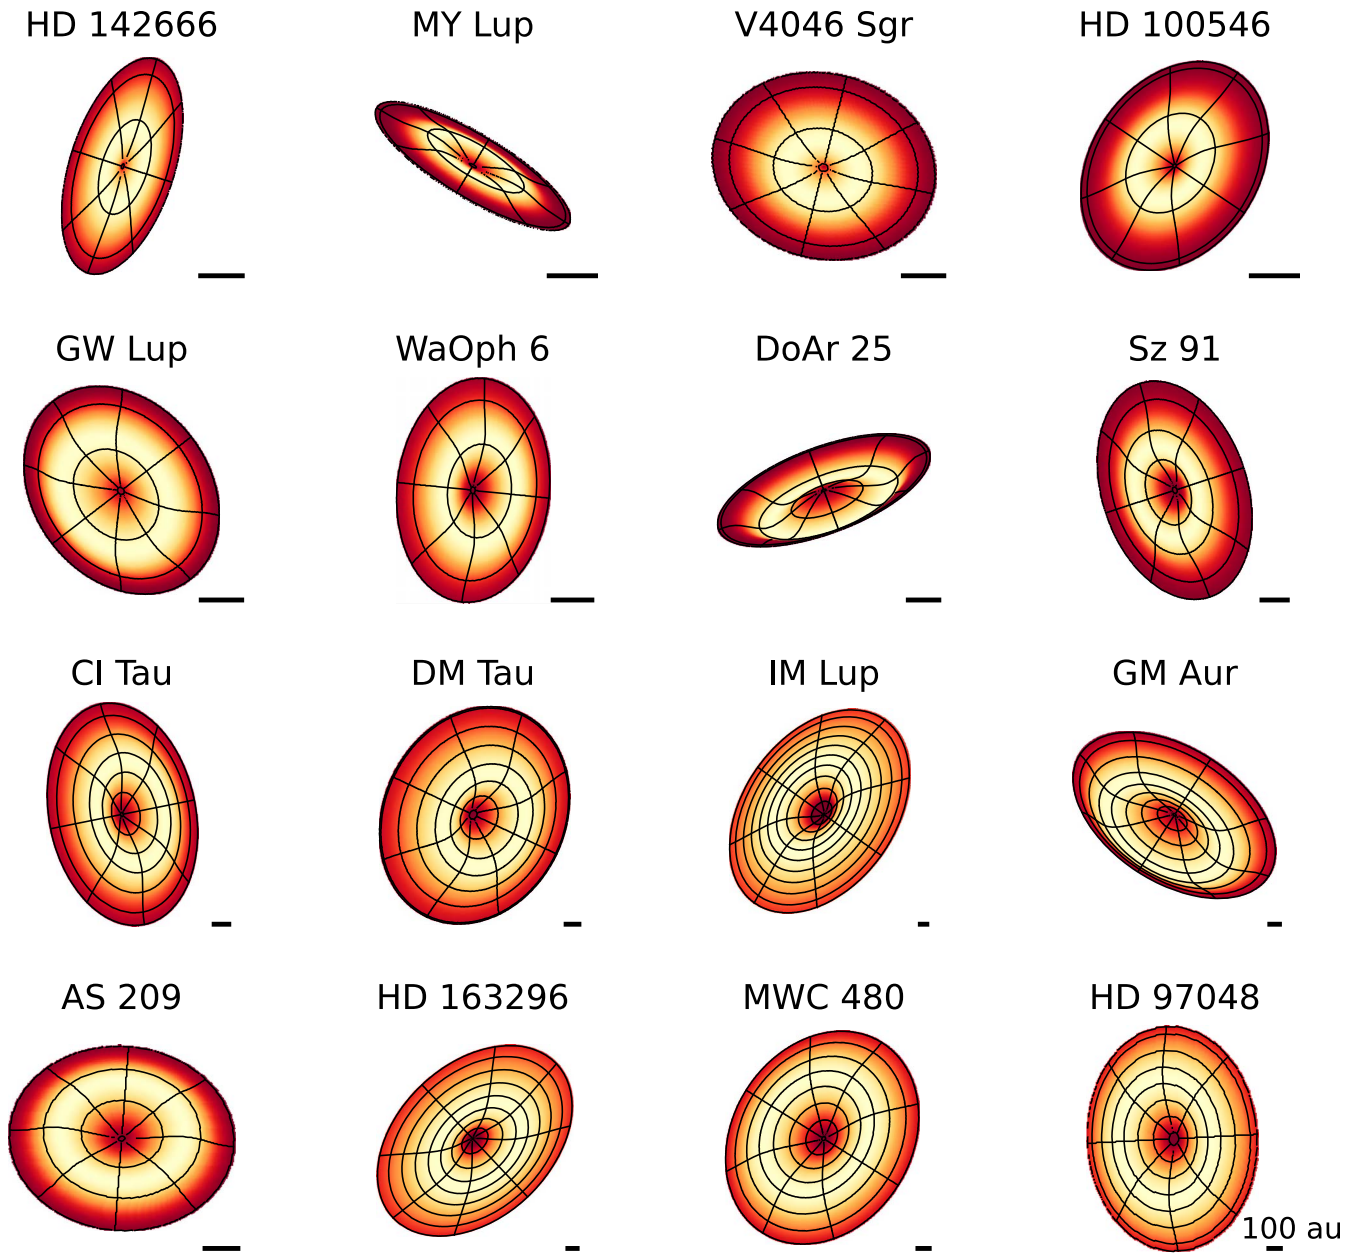 HD 142666
MY Lup
V4046 Sgr
HD 100546
GW Lup
WaOph 6
DoAr 25
Sz 91
CI Tau
DM Tau
IM Lup
GM Aur
AS 209
HD 163296
MWC 480
HD 97048
100 au